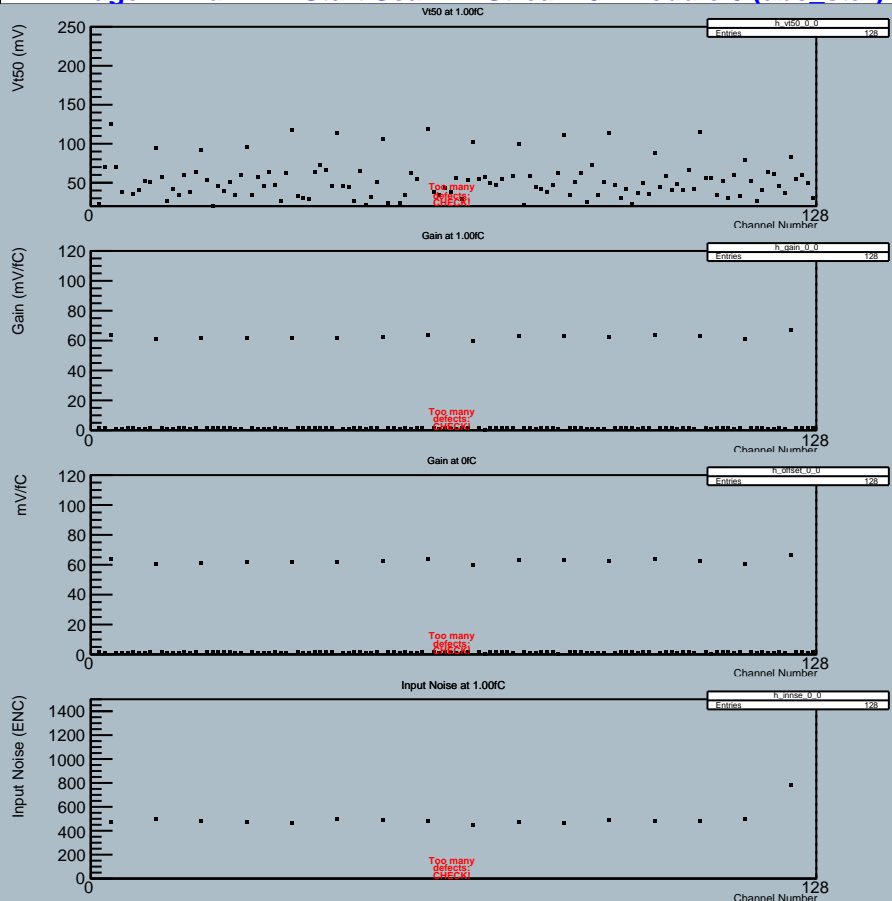 Vt50 at 1.00fC
h_vt50_0_0
Entries 128
Vt50 (mV)
250
200
150
100
50
0
128
Too many
defects:
CHECK!
Channel Number
Gain at 1.00fC
h_gain_0_0
Entries 128
Gain (mV/fC)
120
100
80
60
40
20
0
0
128
Too many
defects:
CHECK!
Channel Number
Gain at 0fC
h_offset_0_0
Entries 128
mV/fC
120
100
80
60
40
20
0
0
128
Too many
defects:
CHECK!
Channel Number
Input Noise at 1.00fC
h_innse_0_0
Entries 128
Input Noise (ENC)
1400
1200
1000
800
600
400
200
0
0
128
Too many
defects:
CHECK!
Channel Number